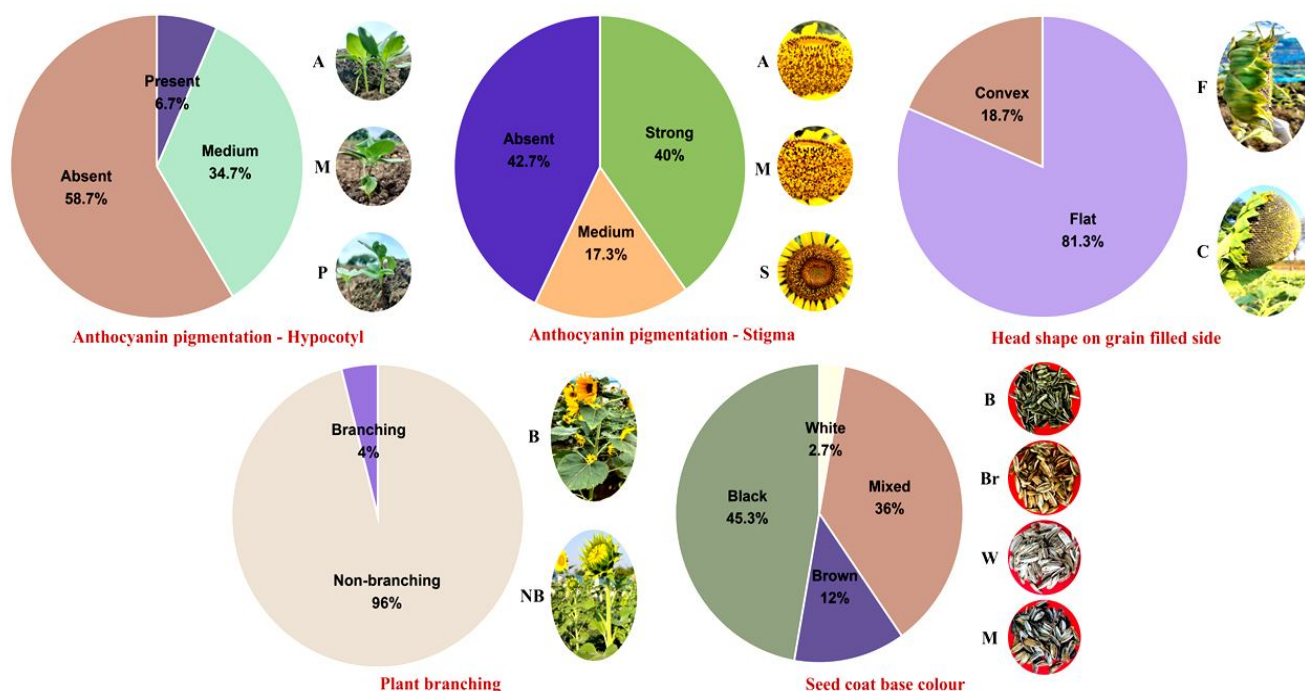 Present
6.7%
Medium
34.7%
Absent
58.7%
A
M
P
Anthocyanin pigmentation - Hypocotyl
Absent
42.7%
Strong
40%
Medium
17.3%
A
M
S
Anthocyanin pigmentation - Stigma
Convex
18.7%
Flat
81.3%
F
C
Head shape on grain filled side
Branching
4%
Non-branching
96%
B
NB
Plant branching
White
2.7%
Mixed
36%
Black
45.3%
Brown
12%
B
Br
W
M
Seed coat base colour